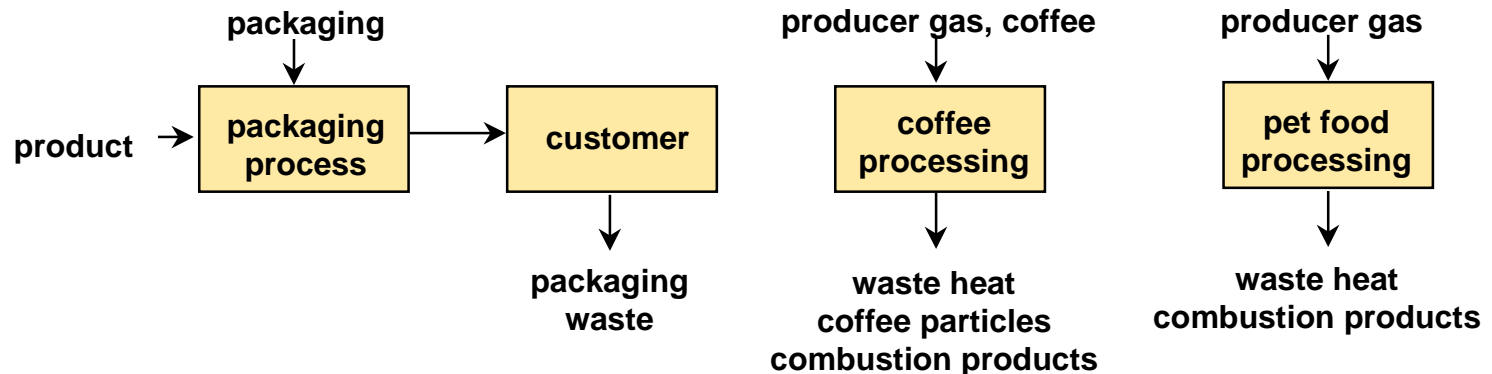 packaging
product
packaging
process
customer
packaging
waste
producer gas, coffee
coffee
processing
waste heat
coffee particles
combustion products
producer gas
pet food
processing
waste heat
combustion products